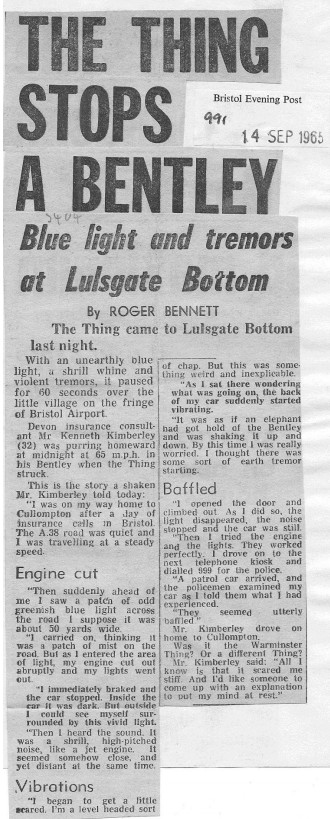 THE THING
STOPS
A BENTLEY
Bristol Evening Post
991
14 SEP 1965
Blue light and tremors
at Lulsgate Bottom
By ROGER BENNETT
The Thing came to Lulsgate Bottom
last night.
With an unearthly blue
light, a shrill whine and
violent tremors, it paused
for 60 seconds over the
little village on the fringe
of Bristol Airport.
Devon insurance consult-
ant Mr Kenneth Kimberley
(32) was purring homeward
at midnight at 65 m.p.h. in
his Bentley when the Thing
struck.
This is the story a shaken
Mr. Kimberley told today:
"I was on my way home to
Cullompton after a day of
insurance calls in Bristol.
The A.38 road was quiet and
I was travelling at a steady
speed.
Engine cut
"Then suddenly ahead of
me I saw a patch of odd
greenish blue light across
the road I suppose it was
about 50 yards wide.
"I carried on, thinking it
was a patch of mist on the
road. But as I entered the
area of light, my engine cut out
abruptly and my lights went
out.
"I immediately braked and
the car stopped. Inside the
car it was dark. But outside
I could see myself sur-
rounded by this vivid light.
"Then I heard the sound. It
was a shrill, high-pitched
noise, like a jet engine. It
seemed somehow close, and
yet distant at the same time.
Vibrations
"I began to get a little
scared. I'm a level headed sort
of chap. But this was some-
thing weird and inexplicable.
"As I sat there wondering
what was going on, the back
of my car suddenly started
vibrating.
"It was as if an elephant
had got hold of the Bentley
and was shaking it up and
down. By this time I was really
worried. I thought there was
some sort of earth tremor
starting.
Baffled
"I opened the door and
climbed out. As I did so, the
light disappeared, the noise
stopped and the car was still.
"Then I tried the engine
and the lights. They worked
perfectly. I drove on to the
next telephone kiosk and
dialled 999 for the police.
"A patrol car arrived, and
the policemen examined my
car as I told them what I had
experienced.
"They seemed utterly
baffled"
Mr. Kimberley drove on
home to Cullompton.
Was it the Warminster
Thing? Or a different Thing?
Mr. Kimberley said: "All I
know is that it scared me
stiff. And I'd like someone to
come up with an explanation
to put my mind at rest."